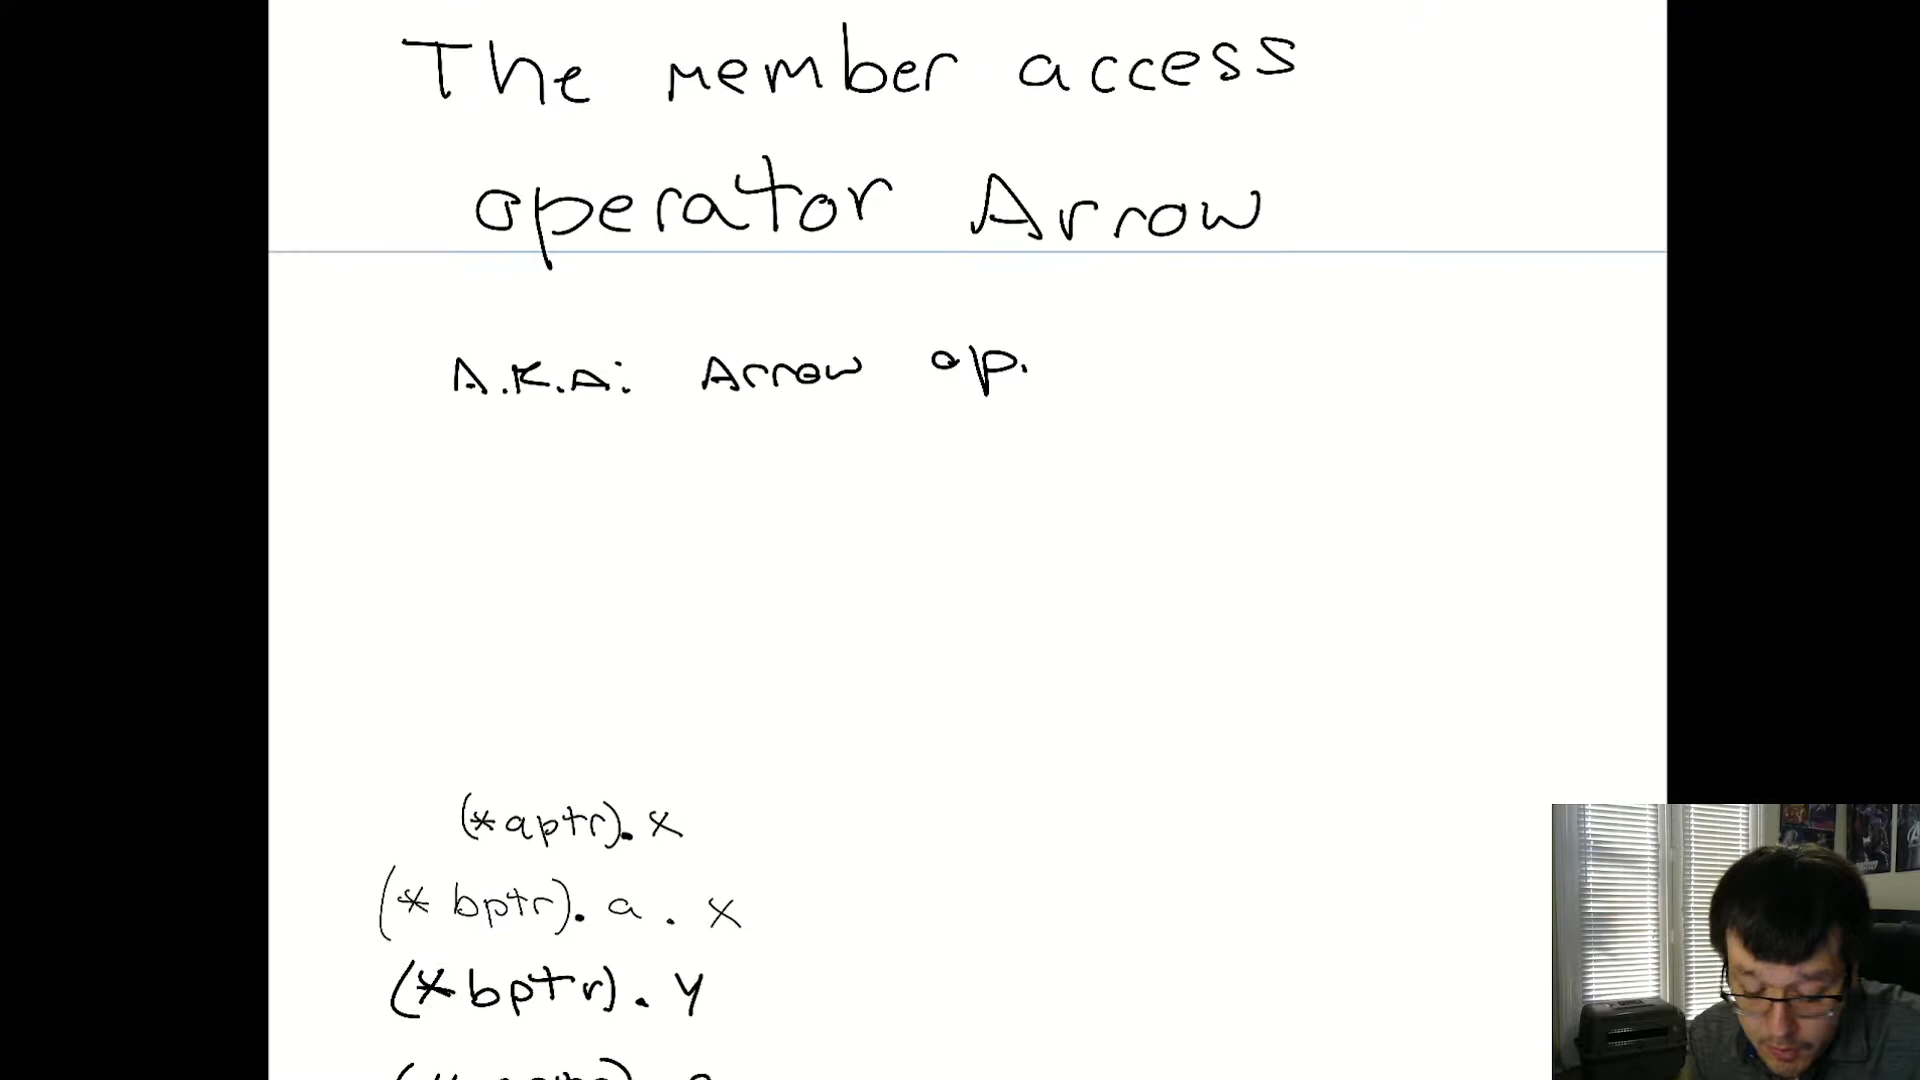 The member access
operator Arrow
A.K.A: Arrow op.
(*aptr).x
(* bptr).a.x
(*bptr).y